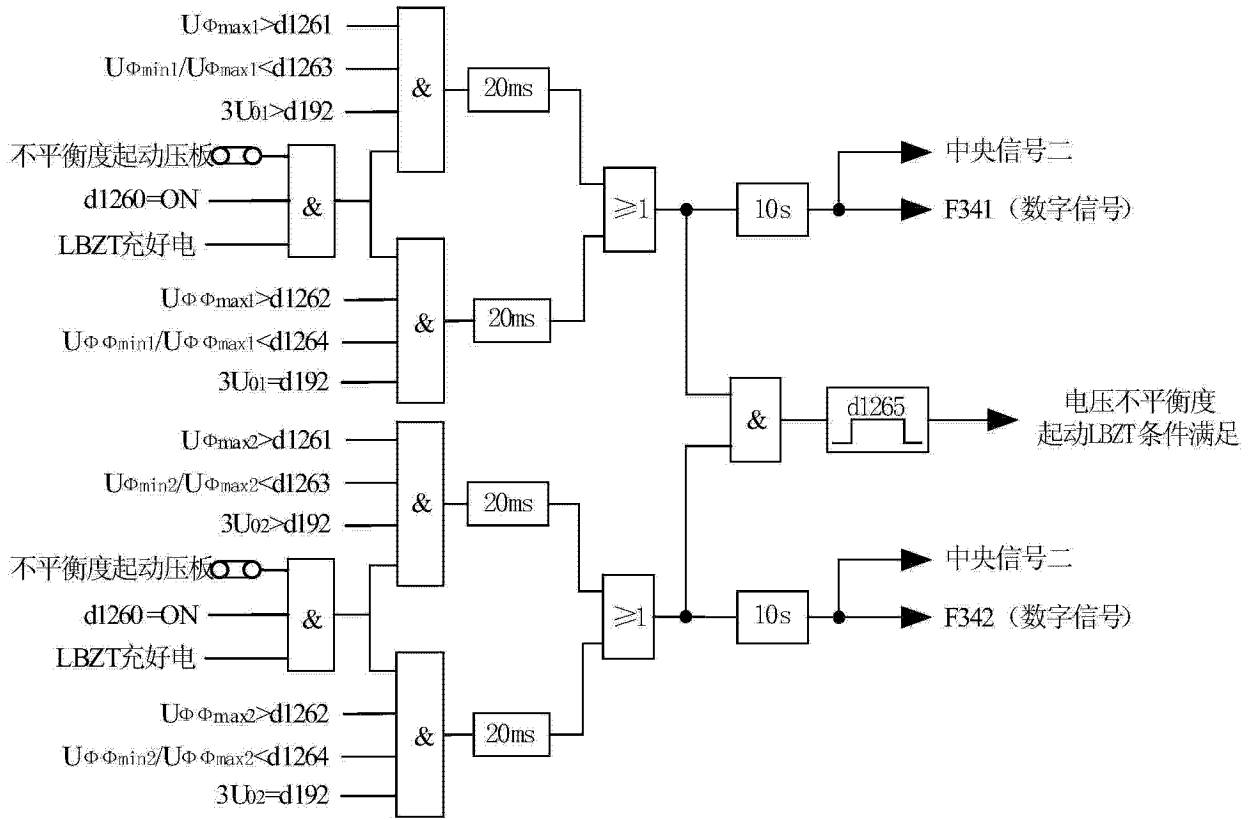 UΦmax1>d1261
UΦmin1/UΦmax1<d1263
3U01>d192
不平衡度起动压板
d1260=ON
LBZT充好电
&
&
20ms
UΦΦmax1>d1262
UΦΦmin1/UΦΦmax1<d1264
3U01=d192
&
20ms
≥1
10s
中央信号二
F341（数字信号）
&
d1265
电压不平衡度
起动LBZT条件满足
UΦmax2>d1261
UΦmin2/UΦmax2<d1263
3U02>d192
不平衡度起动压板
d1260=ON
LBZT充好电
&
&
20ms
UΦΦmax2>d1262
UΦΦmin2/UΦΦmax2<d1264
3U02=d192
&
20ms
≥1
10s
中央信号二
F342（数字信号）